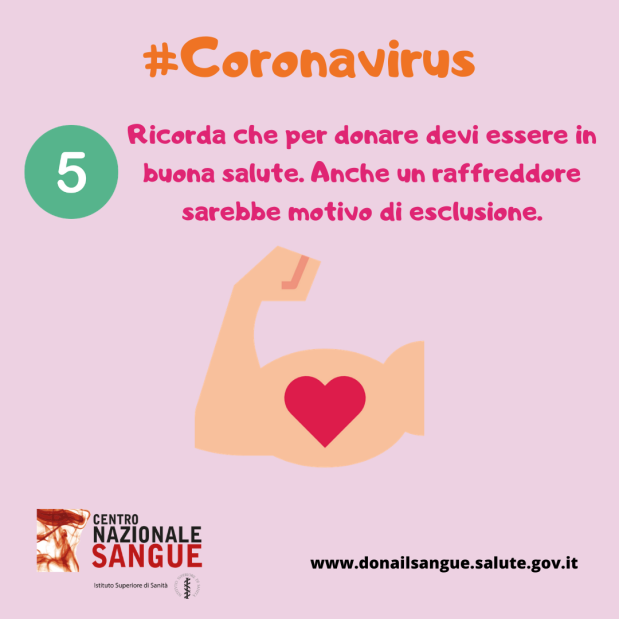 #Coronavirus
5
Ricorda che per donare devi essere in
buona salute. Anche un raffreddore
sarebbe motivo di esclusione.
CENTRO
NAZIONALE
SANGUE
Istituto Superiore di Sanità
www.donailsangue.salute.gov.it